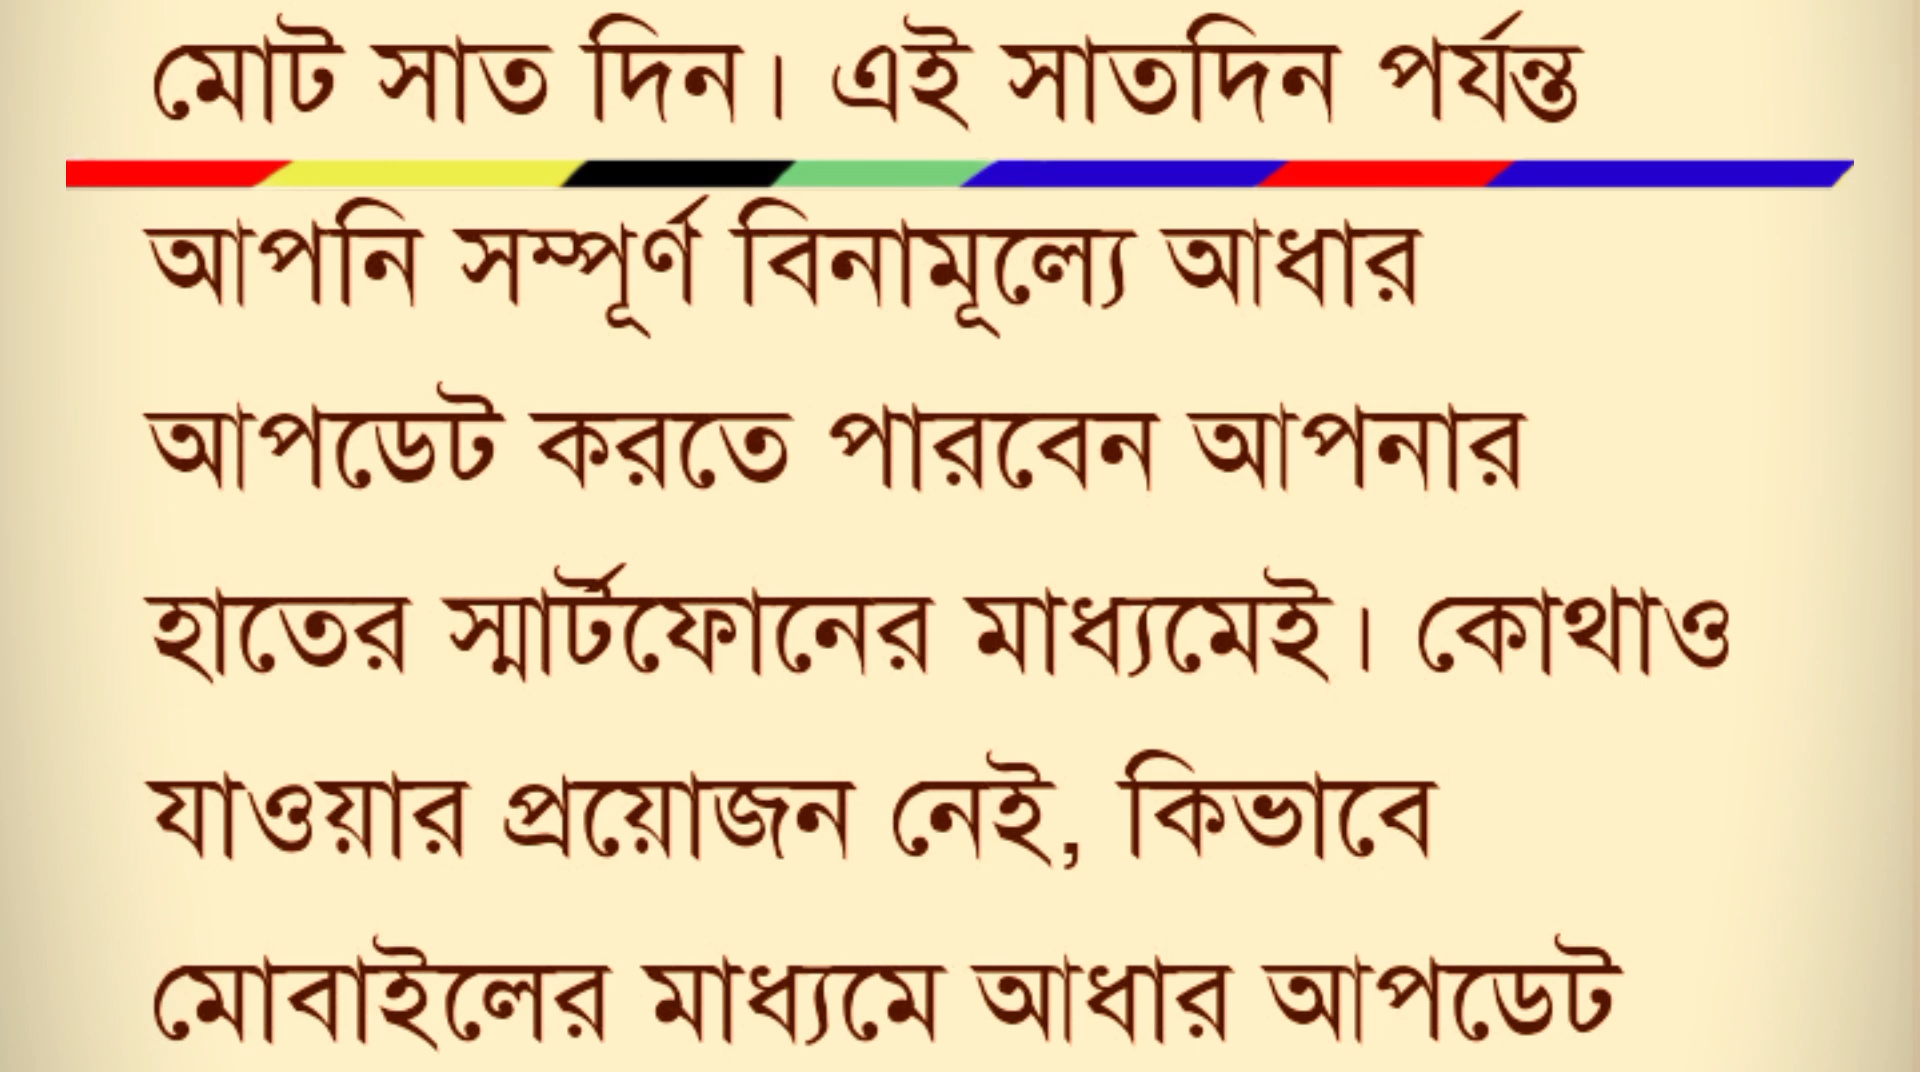 মোট সাত দিন। এই সাতদিন পর্যন্ত
আপনি সম্পূর্ণ বিনামূল্যে আধার
আপডেট করতে পারবেন আপনার
হাতের স্মার্টফোনের মাধ্যমেই। কোথাও
যাওয়ার প্রয়োজন নেই, কিভাবে
মোবাইলের মাধ্যমে আধার আপডেট